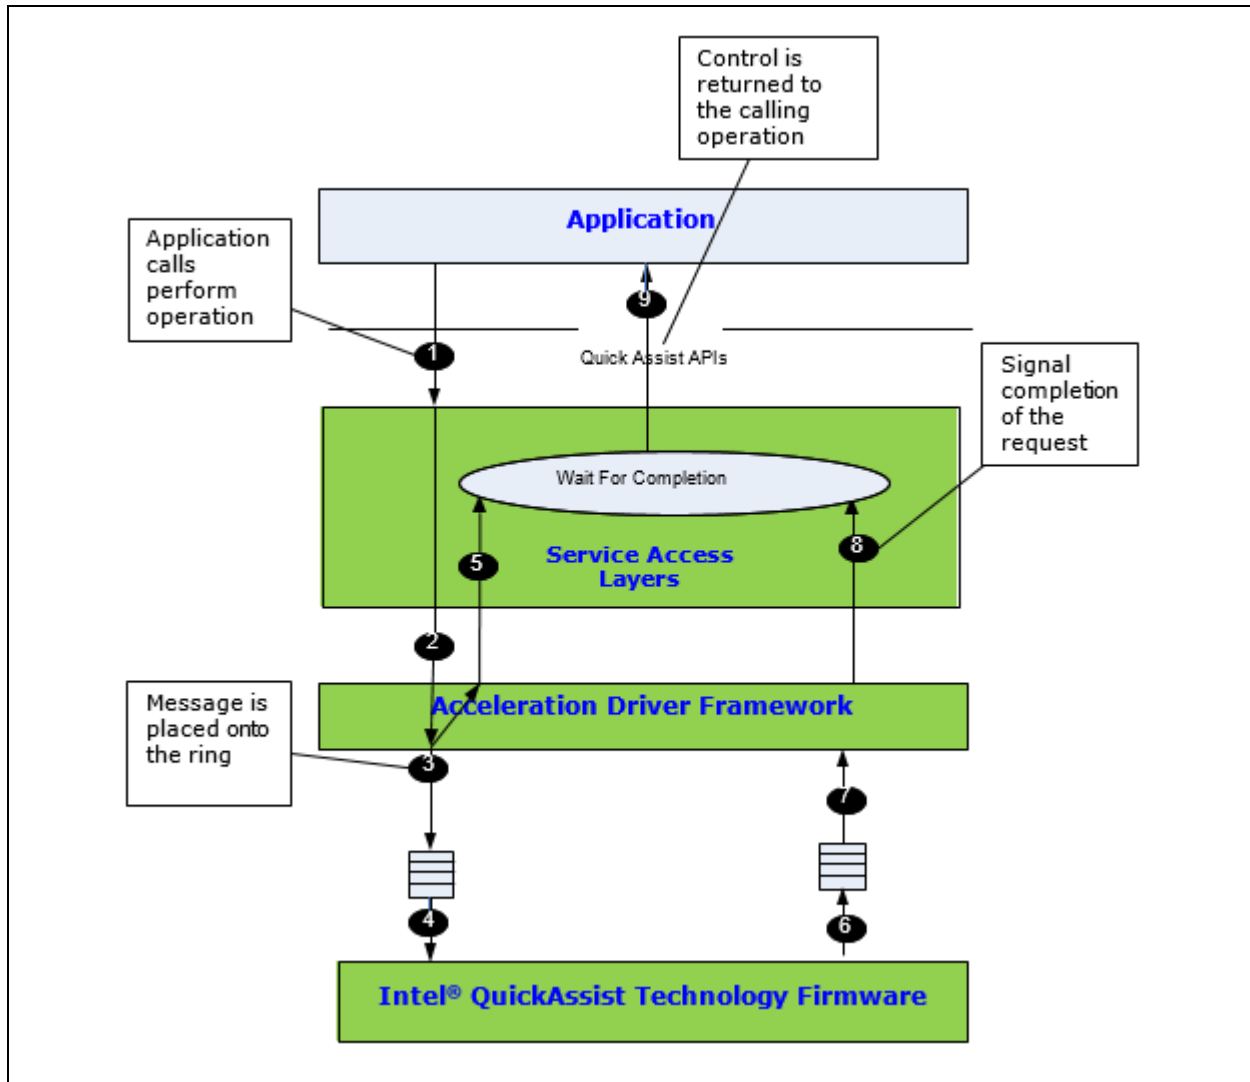 Control is
returned to
the calling
operation
Application
Application
calls
perform
operation
9
1
Quick Assist APIs
Signal
completion
of the
request
Wait For Completion
8
5
Service Access
Layers
2
Message is
placed onto
the ring
Acceleration Driver Framework
3
7
4
6
Intel® QuickAssist Technology Firmware